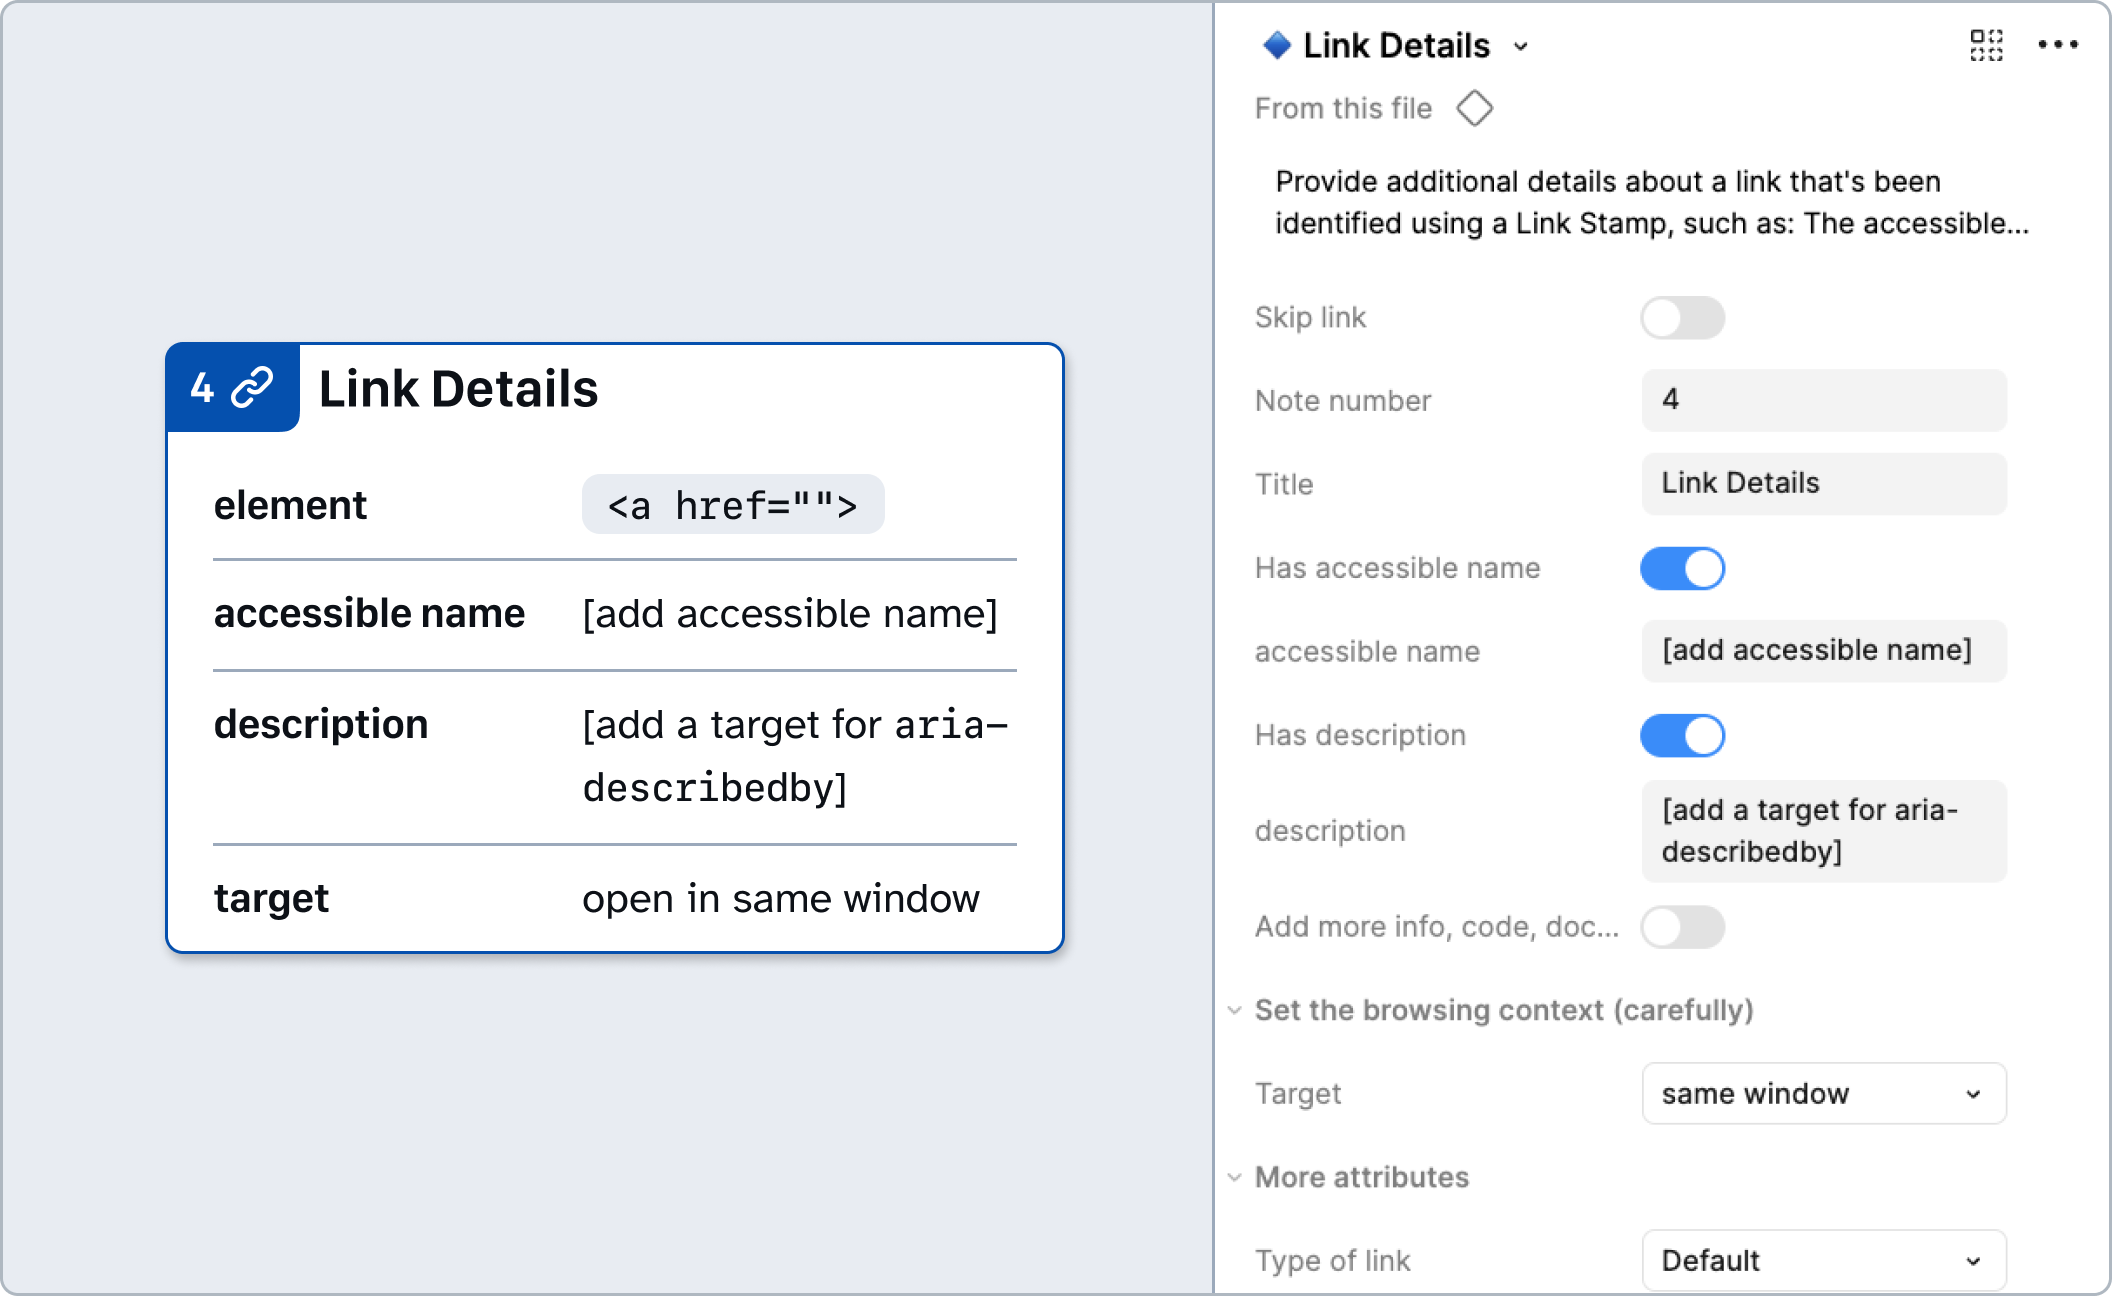 4 Link Details
element <a href="">
accessible name [add accessible name]
description [add a target for aria-
describedby]
target open in same window
Link Details
From this file
Provide additional details about a link that's been
identified using a Link Stamp, such as: The accessible...
Skip link
Note number 4
Title Link Details
Has accessible name
accessible name [add accessible name]
Has description
description [add a target for aria-
describedby]
Add more info, code, doc...
Set the browsing context (carefully)
Target same window
More attributes
Type of link Default